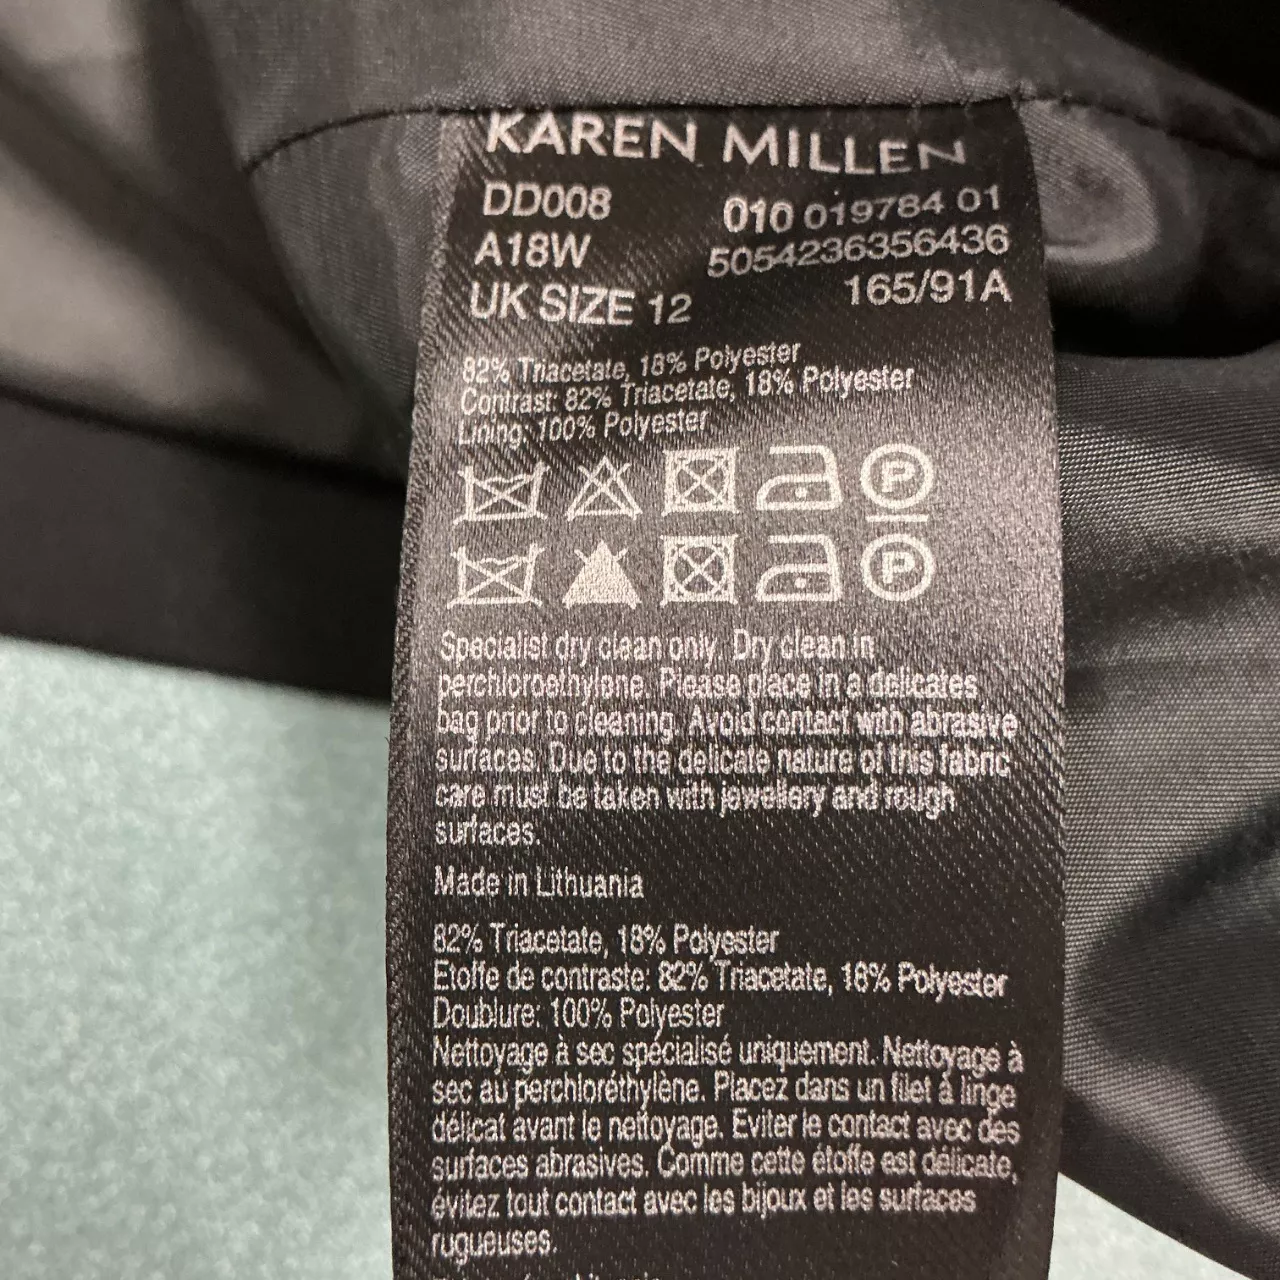 KAREN MILLEN
DD008 010 019784 01
A18W 5054236356436
UK SIZE 12 165/91A
82% Triacetate, 18% Polyester
Contrast: 82% Triacetate, 18% Polyester
Lining: 100% Polyester
P
P
Specialist dry clean only. Dry clean in
perchloroethylone. Please place in a delicates
bag prior to cleaning. Avoid contact with abrasive
surfaces. Due to the delicate nature of this fabric
care must be taken with jewellery and rough
surfaces.
Made in Lithuania
82% Triacetate, 18% Polyester
Etoffe de contraste: 82% Triacetate, 18% Polyester
Doublure: 100% Polyester
Nettoyage à sec spécialisé uniquement. Nettoyage à
sec au perchloréthylène. Placez dans un filet à linge
délicat avant le nettoyage. Eviter le contact avec des
surfaces abrasives. Comme cette étoffe est délicate,
évitez tout contact avec les bijoux et les surfaces
rugueuses.